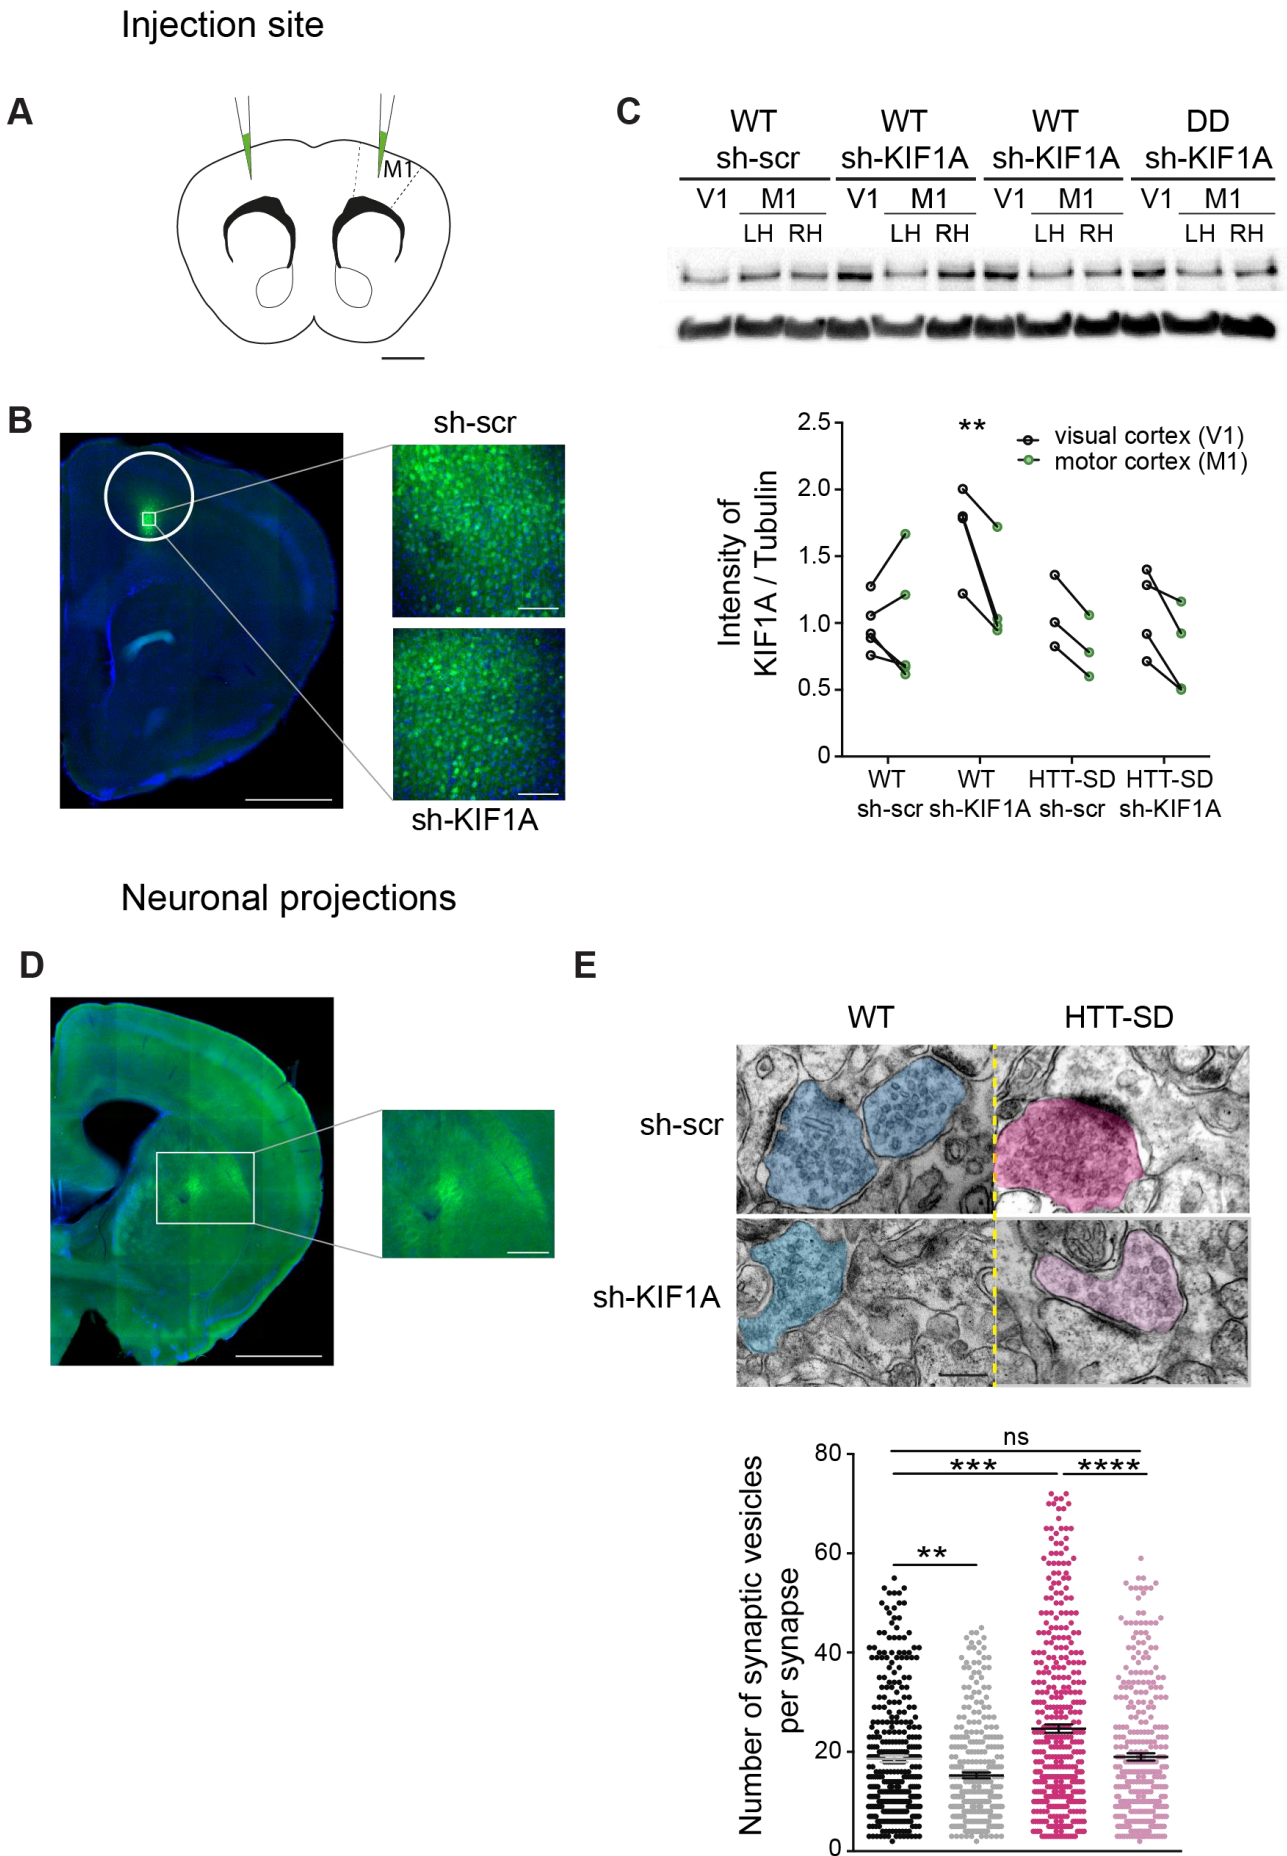 Injection site
A
M1
C
WT WT WT DD
sh-scr sh-KIF1A sh-KIF1A sh-KIF1A
V1 M1 V1 M1 V1 M1 V1 M1
LH RH LH RH LH RH LH RH
B
sh-scr
sh-KIF1A
2.5
2.0
1.5
1.0
0.5
0
Intensity of
KIF1A / Tubulin
**
visual cortex (V1)
motor cortex (M1)
WT WT HTT-SD HTT-SD
sh-scr sh-KIF1A sh-scr sh-KIF1A
Neuronal projections
D
E
WT HTT-SD
sh-scr
sh-KIF1A
Number of synaptic vesicles
per synapse
80
60
40
20
0
ns
*** ****
**